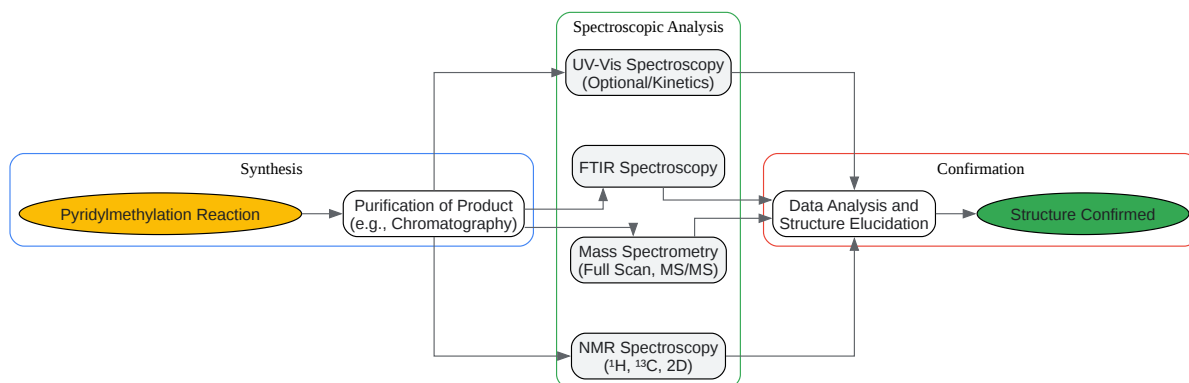 Spectroscopic Analysis
UV-Vis Spectroscopy
(Optional/Kinetics)
Synthesis
FTIR Spectroscopy
Confirmation
Pyridylmethylation Reaction
Purification of Product
(e.g., Chromatography)
Data Analysis and
Structure Elucidation
Structure Confirmed
Mass Spectrometry
(Full Scan, MS/MS)
NMR Spectroscopy
(¹H, ¹³C, 2D)